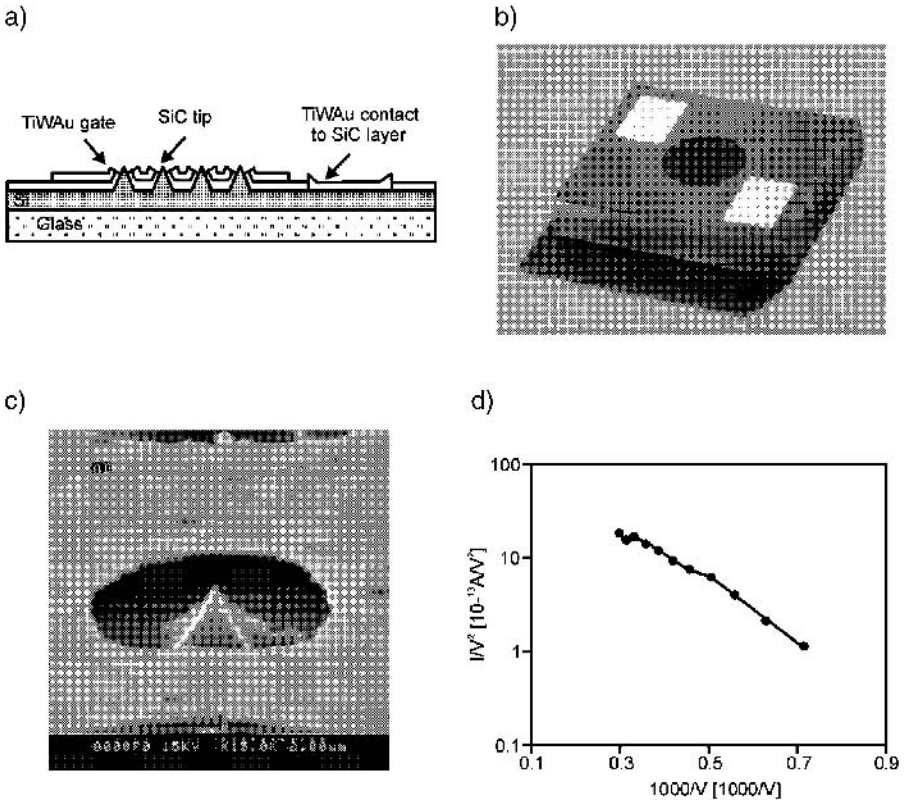 a)
TiWAu gate
SiC tip
TiWAu contact
to SiC layer
Si
Glass
b)
c)
d)
I/V² [10⁻¹³A/V²]
100
10
1
0.1
0.1 0.3 0.5 0.7 0.9
1000/V [1000/V]